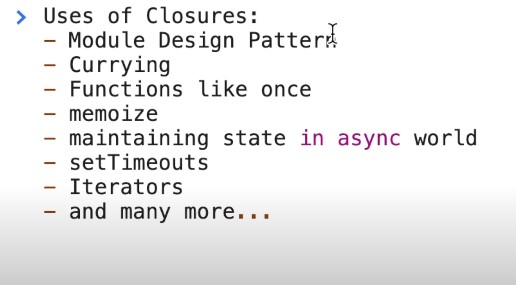 > Uses of Closures:
- Module Design Pattern
- Currying
- Functions like once
- memoize
- maintaining state in async world
- setTimeouts
- Iterators
- and many more...